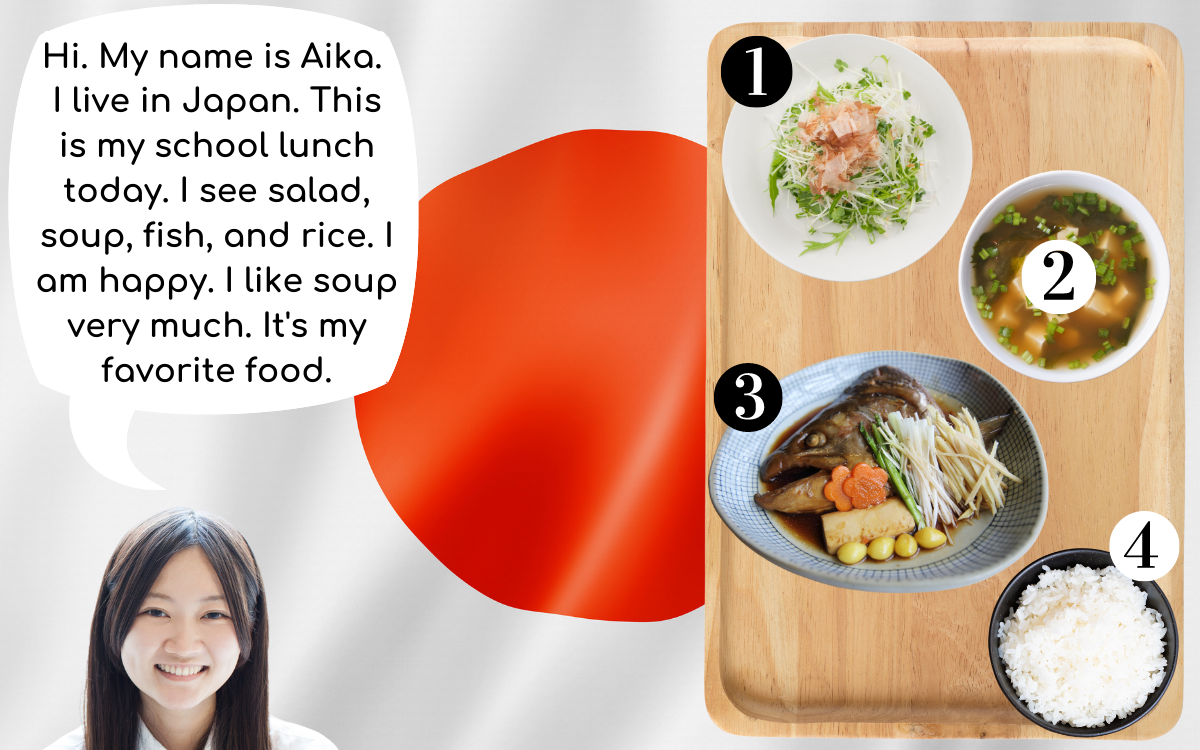 Hi. My name is Aika.
I live in Japan. This
is my school lunch
today. I see salad,
soup, fish, and rice. I
am happy. I like soup
very much. It's my
favorite food.
1
2
3
4